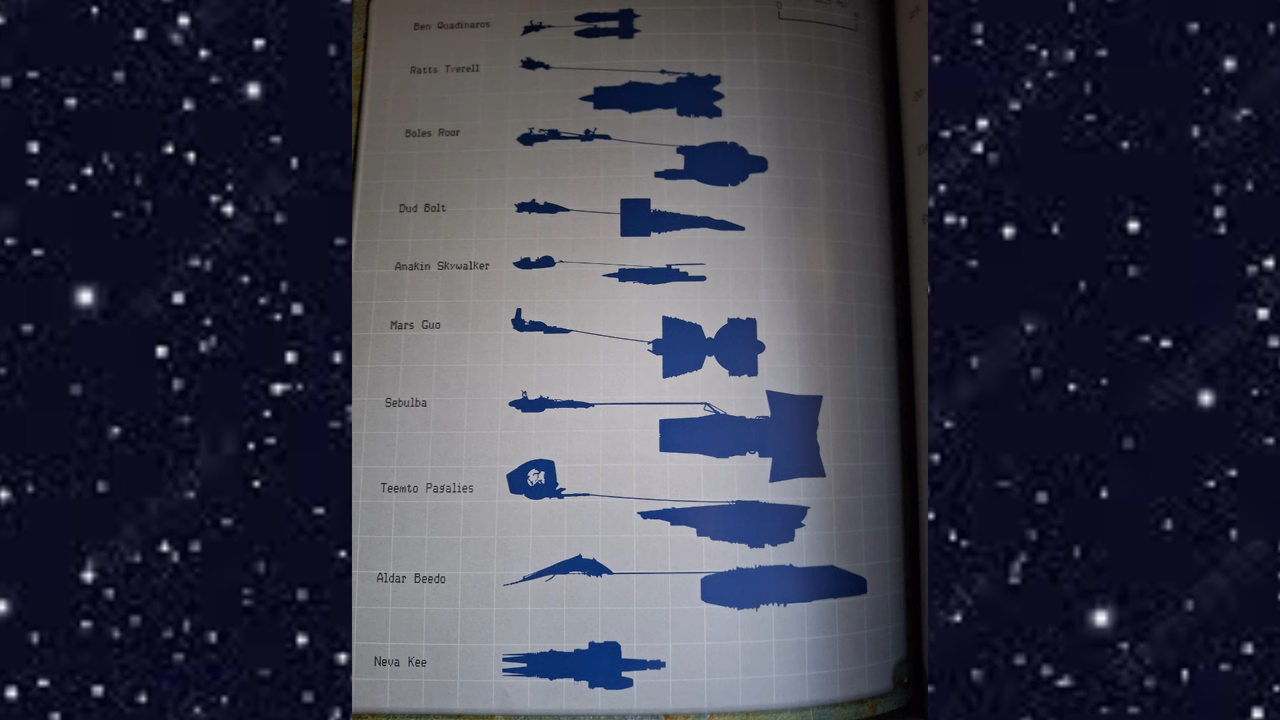 Ben Quadinaros
0
Ratts Tyerell
Boles Roor
Dud Bolt
Anakin Skywalker
Mars Guo
Sebulba
Teemto Pagalies
Aldar Beedo
Neva Kee